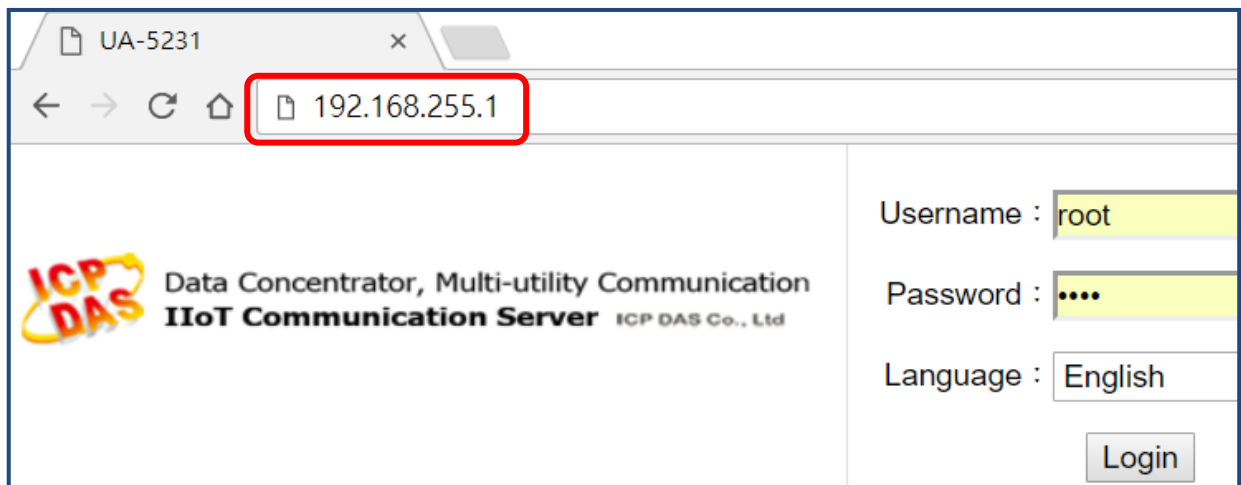 UA-5231
192.168.255.1
ICP
DAS
Data Concentrator, Multi-utility Communication
IIoT Communication Server ICP DAS Co., Ltd
Username : root
Password : ••••
Language : English
Login